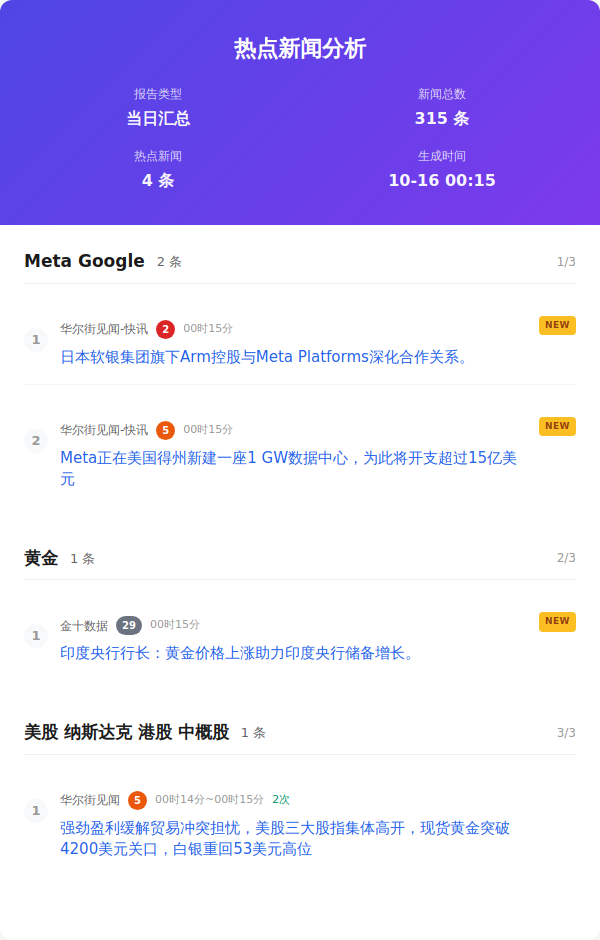 热点新闻分析
报告类型
新闻总数
当日汇总
315 条
热点新闻
生成时间
4 条
10-16 00:15
Meta Google 2 条 1/3
1 华尔街见闻-快讯 2 00时15分 NEW
日本软银集团旗下Arm控股与Meta Platforms深化合作关系。
2 华尔街见闻-快讯 5 00时15分 NEW
Meta正在美国得州新建一座1 GW数据中心，为此将开支超过15亿美
元
黄金 1 条 2/3
1 金十数据 29 00时15分 NEW
印度央行行长：黄金价格上涨助力印度央行储备增长。
美股 纳斯达克 港股 中概股 1 条 3/3
1 华尔街见闻 5 00时14分~00时15分 2次
强劲盈利缓解贸易冲突担忧，美股三大股指集体高开，现货黄金突破
4200美元关口，白银重回53美元高位